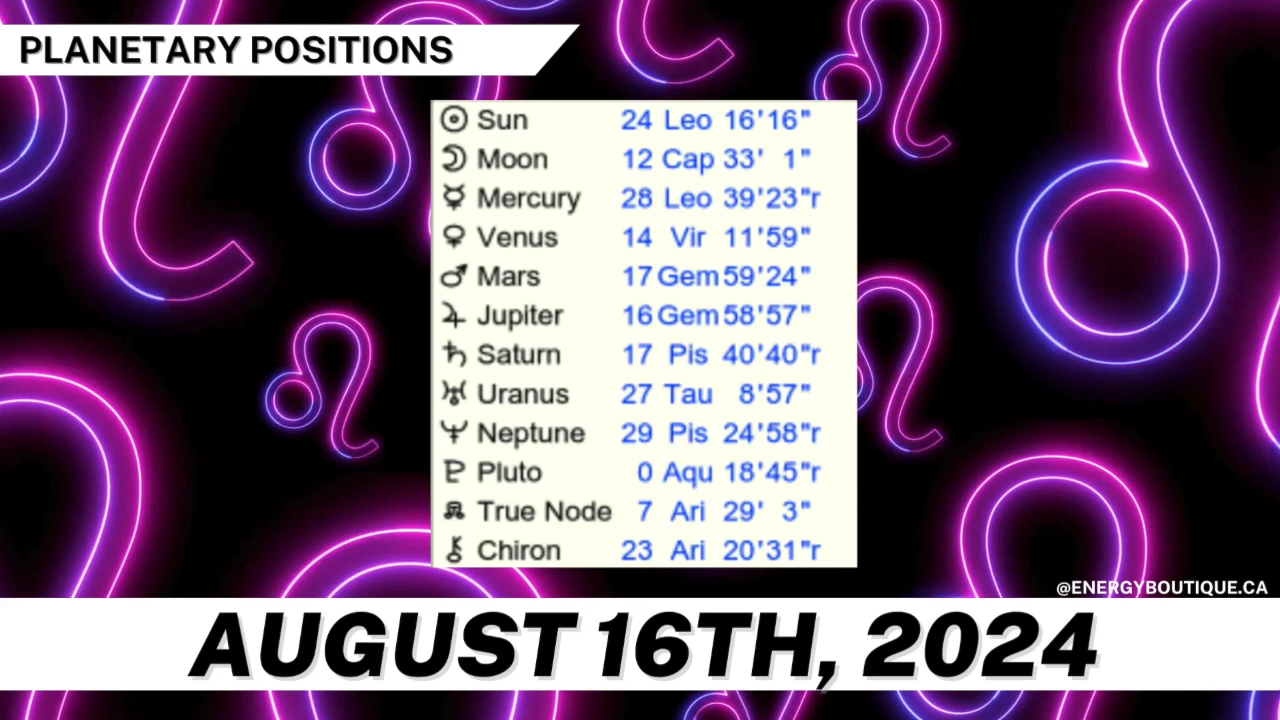 PLANETARY POSITIONS
☉ Sun 24 Leo 16'16"
☽ Moon 12 Cap 33' 1"
☿ Mercury 28 Leo 39'23"r
♀ Venus 14 Vir 11'59"
♂ Mars 17 Gem 59'24"
♃ Jupiter 16 Gem 58'57"
♄ Saturn 17 Pis 40'40"r
♅ Uranus 27 Tau 8'57"
♆ Neptune 29 Pis 24'58"r
♇ Pluto 0 Aqu 18'45"r
☊ True Node 7 Ari 29' 3"
⚷ Chiron 23 Ari 20'31"r
@ENERGYBOUTIQUE.CA
AUGUST 16TH, 2024